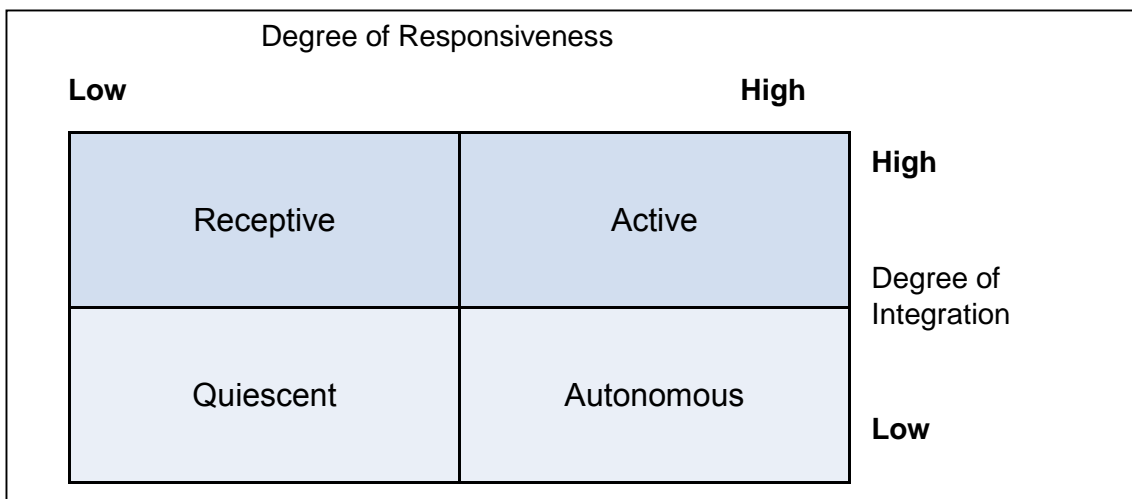 Degree of Responsiveness
Low High
High
Receptive Active
Degree of
Integration
Quiescent Autonomous
Low